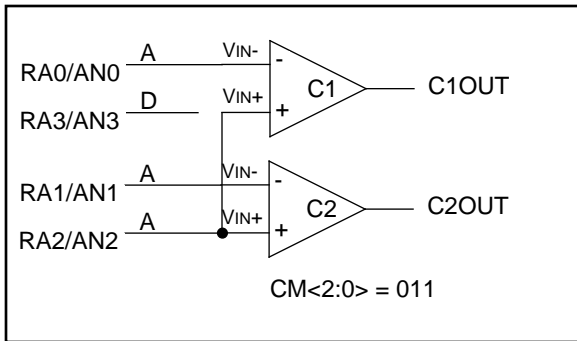 A VIN-
RA0/AN0 - C1 C1OUT
D VIN+
RA3/AN3 +
A VIN-
RA1/AN1 -
A VIN+ C2 C2OUT
RA2/AN2 +
CM<2:0> = 011